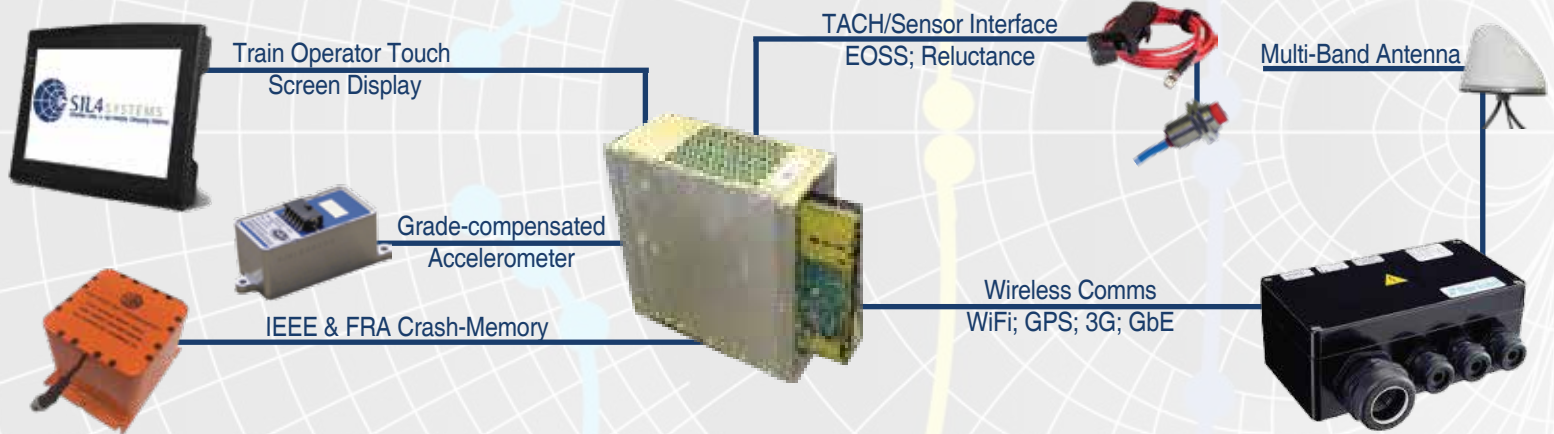 Train Operator Touch
Screen Display
SIL4 SYSTEMS
TACH/Sensor Interface
EOSS; Reluctance
Multi-Band Antenna
Grade-compensated
Accelerometer
IEEE & FRA Crash-Memory
Wireless Comms
WiFi; GPS; 3G; GbE